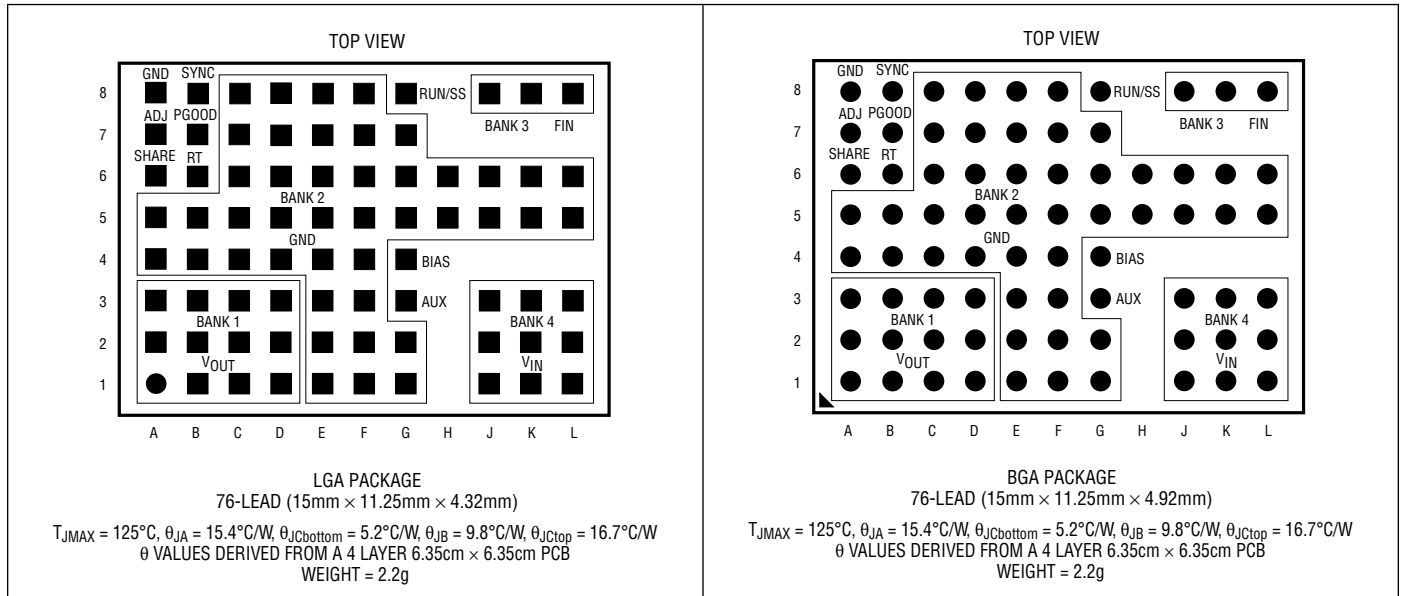 TOP VIEW
GND SYNC
8 RUN/SS
ADJ PGOOD BANK 3 FIN
7
SHARE RT
6
BANK 2
5
GND
4 BIAS
3 AUX
BANK 1 BANK 4
2
VOUT VIN
1
A B C D E F G H J K L
LGA PACKAGE
76-LEAD (15mm × 11.25mm × 4.32mm)
TJMAX = 125°C, θJA = 15.4°C/W, θJCbottom = 5.2°C/W, θJB = 9.8°C/W, θJCtop = 16.7°C/W
θ VALUES DERIVED FROM A 4 LAYER 6.35cm × 6.35cm PCB
WEIGHT = 2.2g
TOP VIEW
GND SYNC
8 RUN/SS
ADJ PGOOD BANK 3 FIN
7
SHARE RT
6
BANK 2
5
GND
4 BIAS
3 AUX
BANK 1 BANK 4
2
VOUT VIN
1
A B C D E F G H J K L
BGA PACKAGE
76-LEAD (15mm × 11.25mm × 4.92mm)
TJMAX = 125°C, θJA = 15.4°C/W, θJCbottom = 5.2°C/W, θJB = 9.8°C/W, θJCtop = 16.7°C/W
θ VALUES DERIVED FROM A 4 LAYER 6.35cm × 6.35cm PCB
WEIGHT = 2.2g